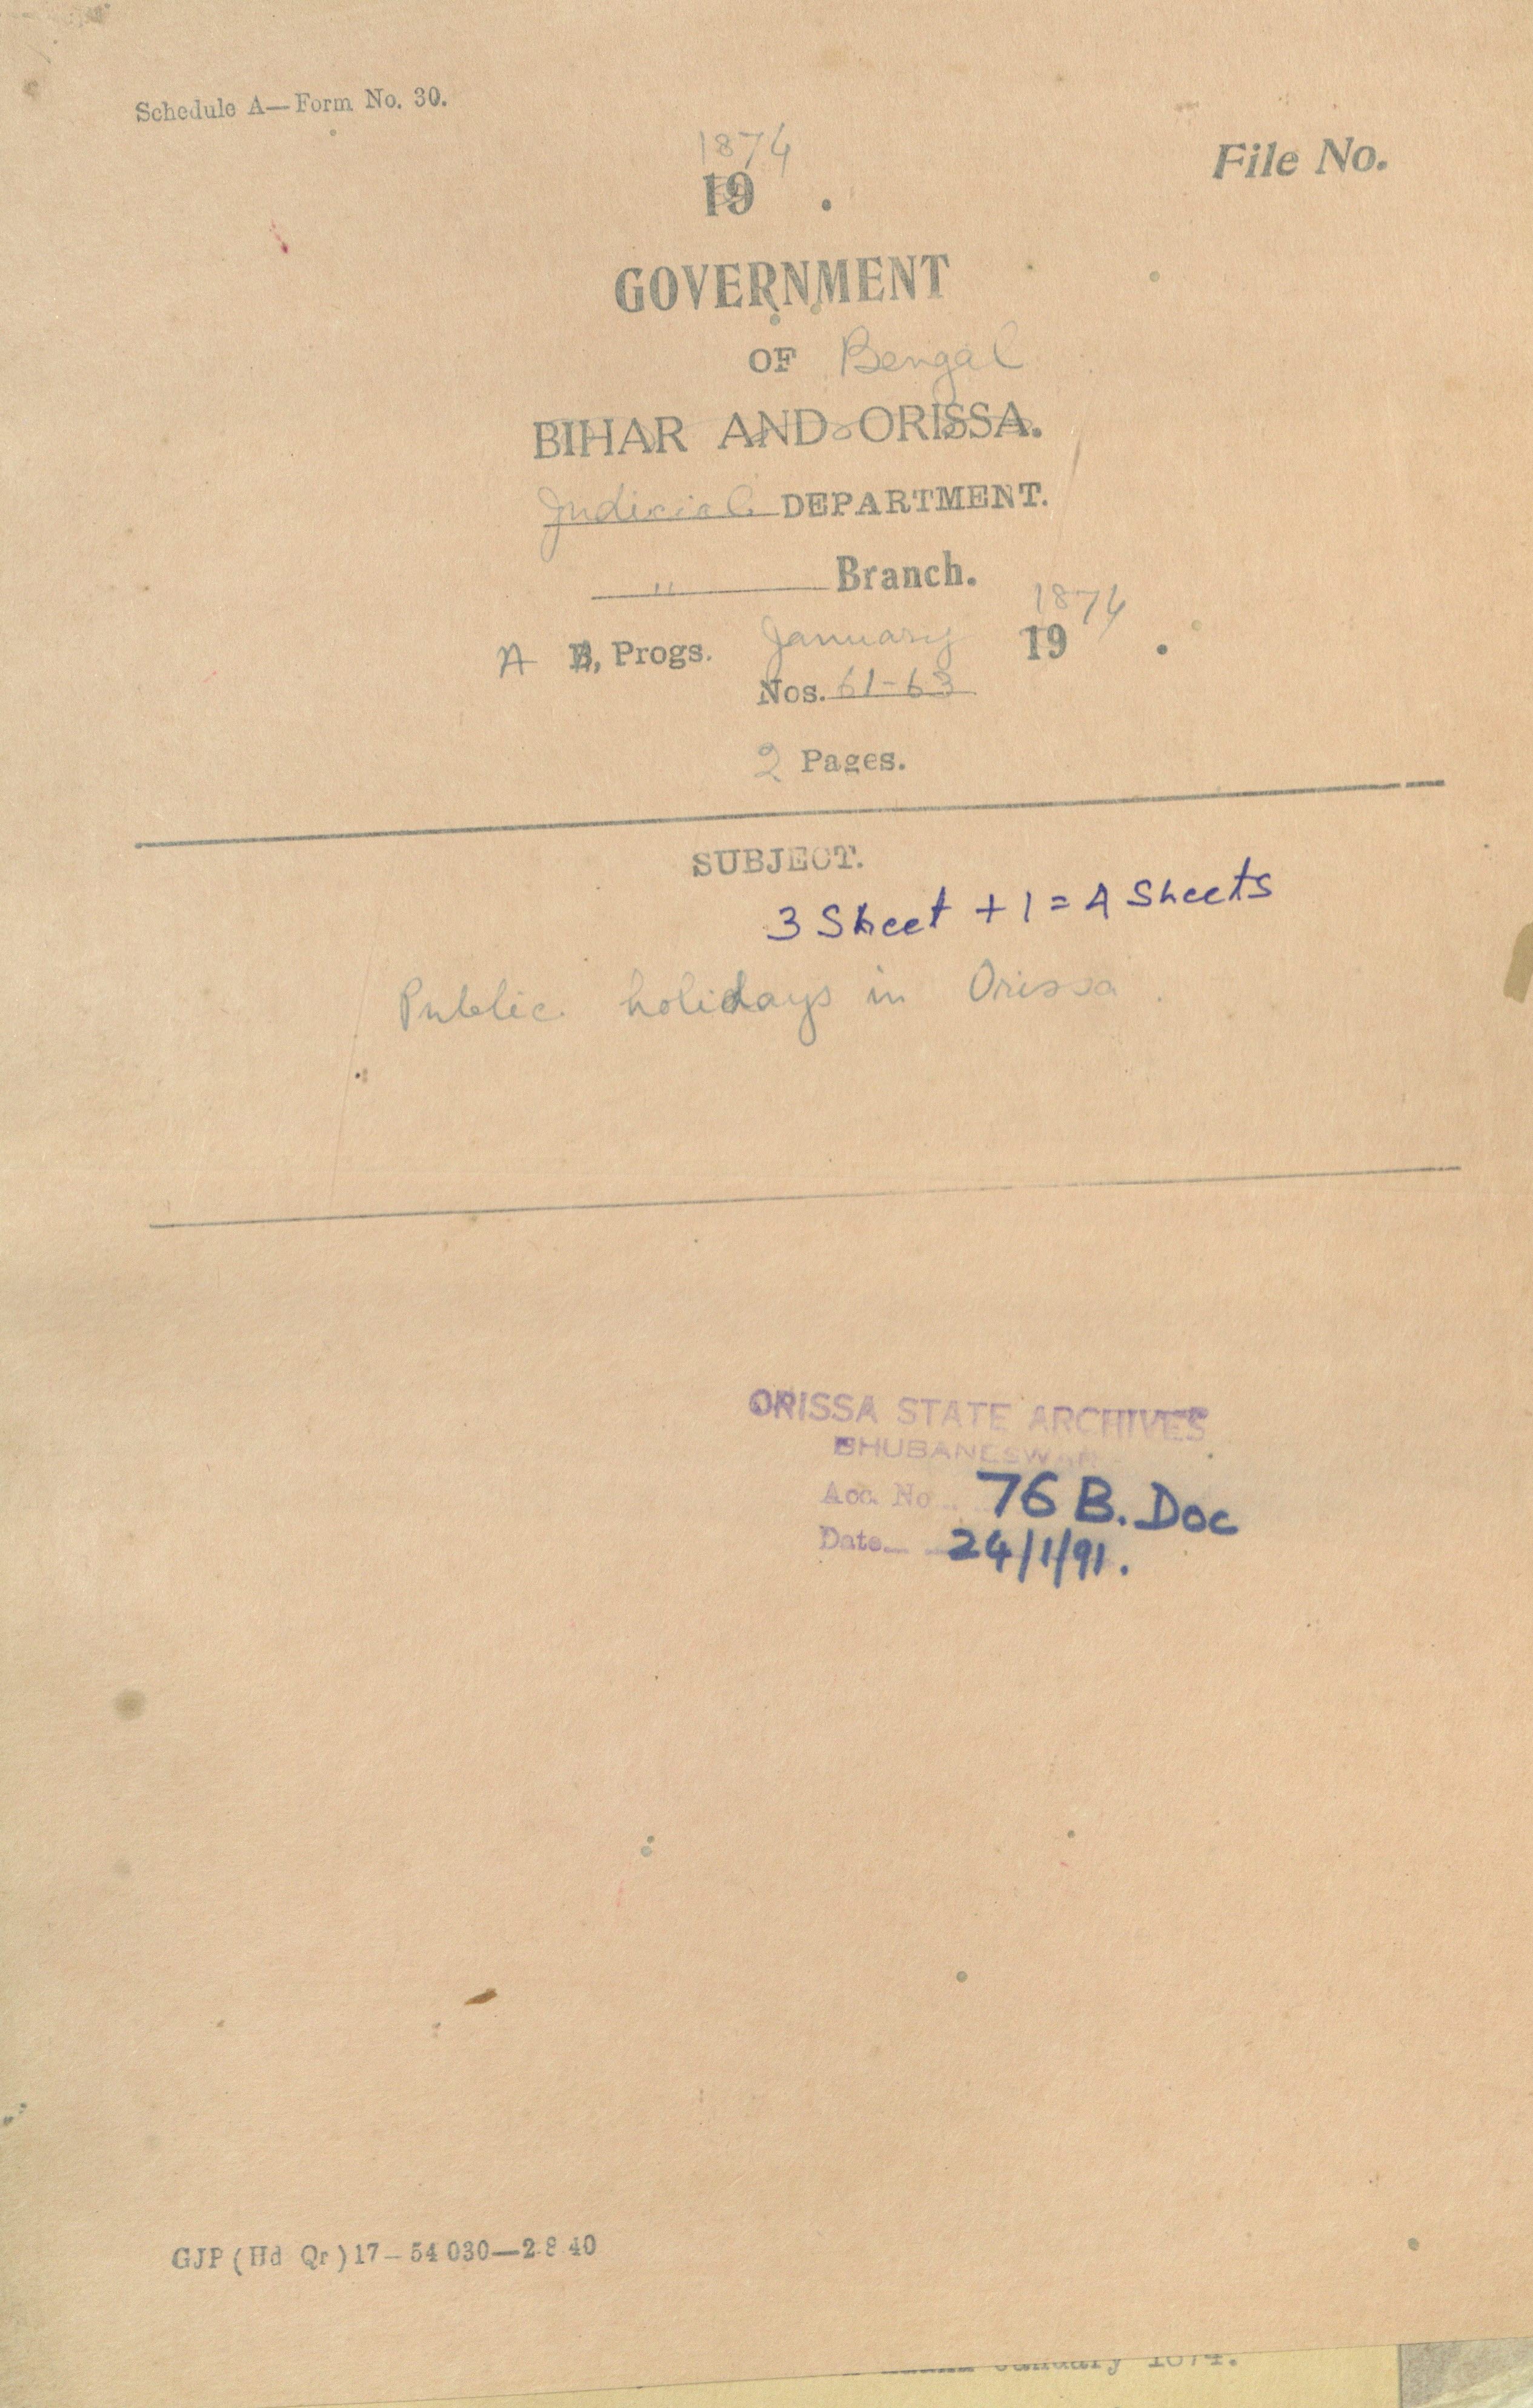 Schedule A—Form No. 30.
1874
19 .
File No.
GOVERNMENT
OF Bengal
BIHAR AND ORISSA.
Judicial DEPARTMENT.
" Branch.
1874
A B, Progs. January 19 .
Nos. 61-63
2 Pages.
SUBJECT.
3 Sheet + 1 = 4 Sheets
Public holidays in Orissa.
ORISSA STATE ARCHIVES
BHUBANESWAR
Acc. No... 76 B. Doc
Date... 24/1/91.
GJP (Hd Qr) 17—54 030—2 8 40
January 1874.